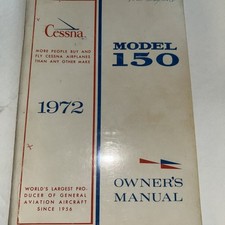 Cessna
MORE PEOPLE BUY AND
FLY CESSNA AIRPLANES
THAN ANY OTHER MAKE
MODEL
150
1972
WORLD'S LARGEST PRO-
DUCER OF GENERAL
AVIATION AIRCRAFT
SINCE 1956
OWNER'S
MANUAL